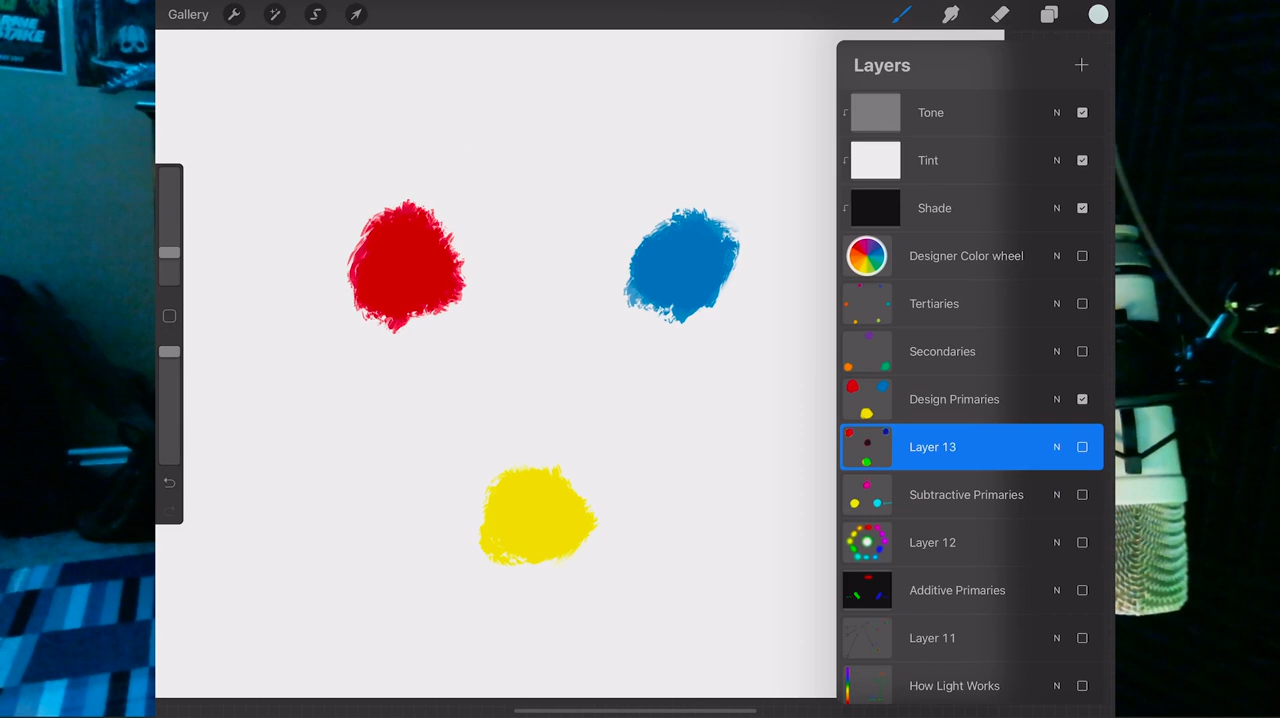 Gallery
Layers
Tone N
Tint N
Shade N
Designer Color wheel N
Tertiaries N
Secondaries N
Design Primaries N
Layer 13 N
Subtractive Primaries N
Layer 12 N
Additive Primaries N
Layer 11 N
How Light Works N